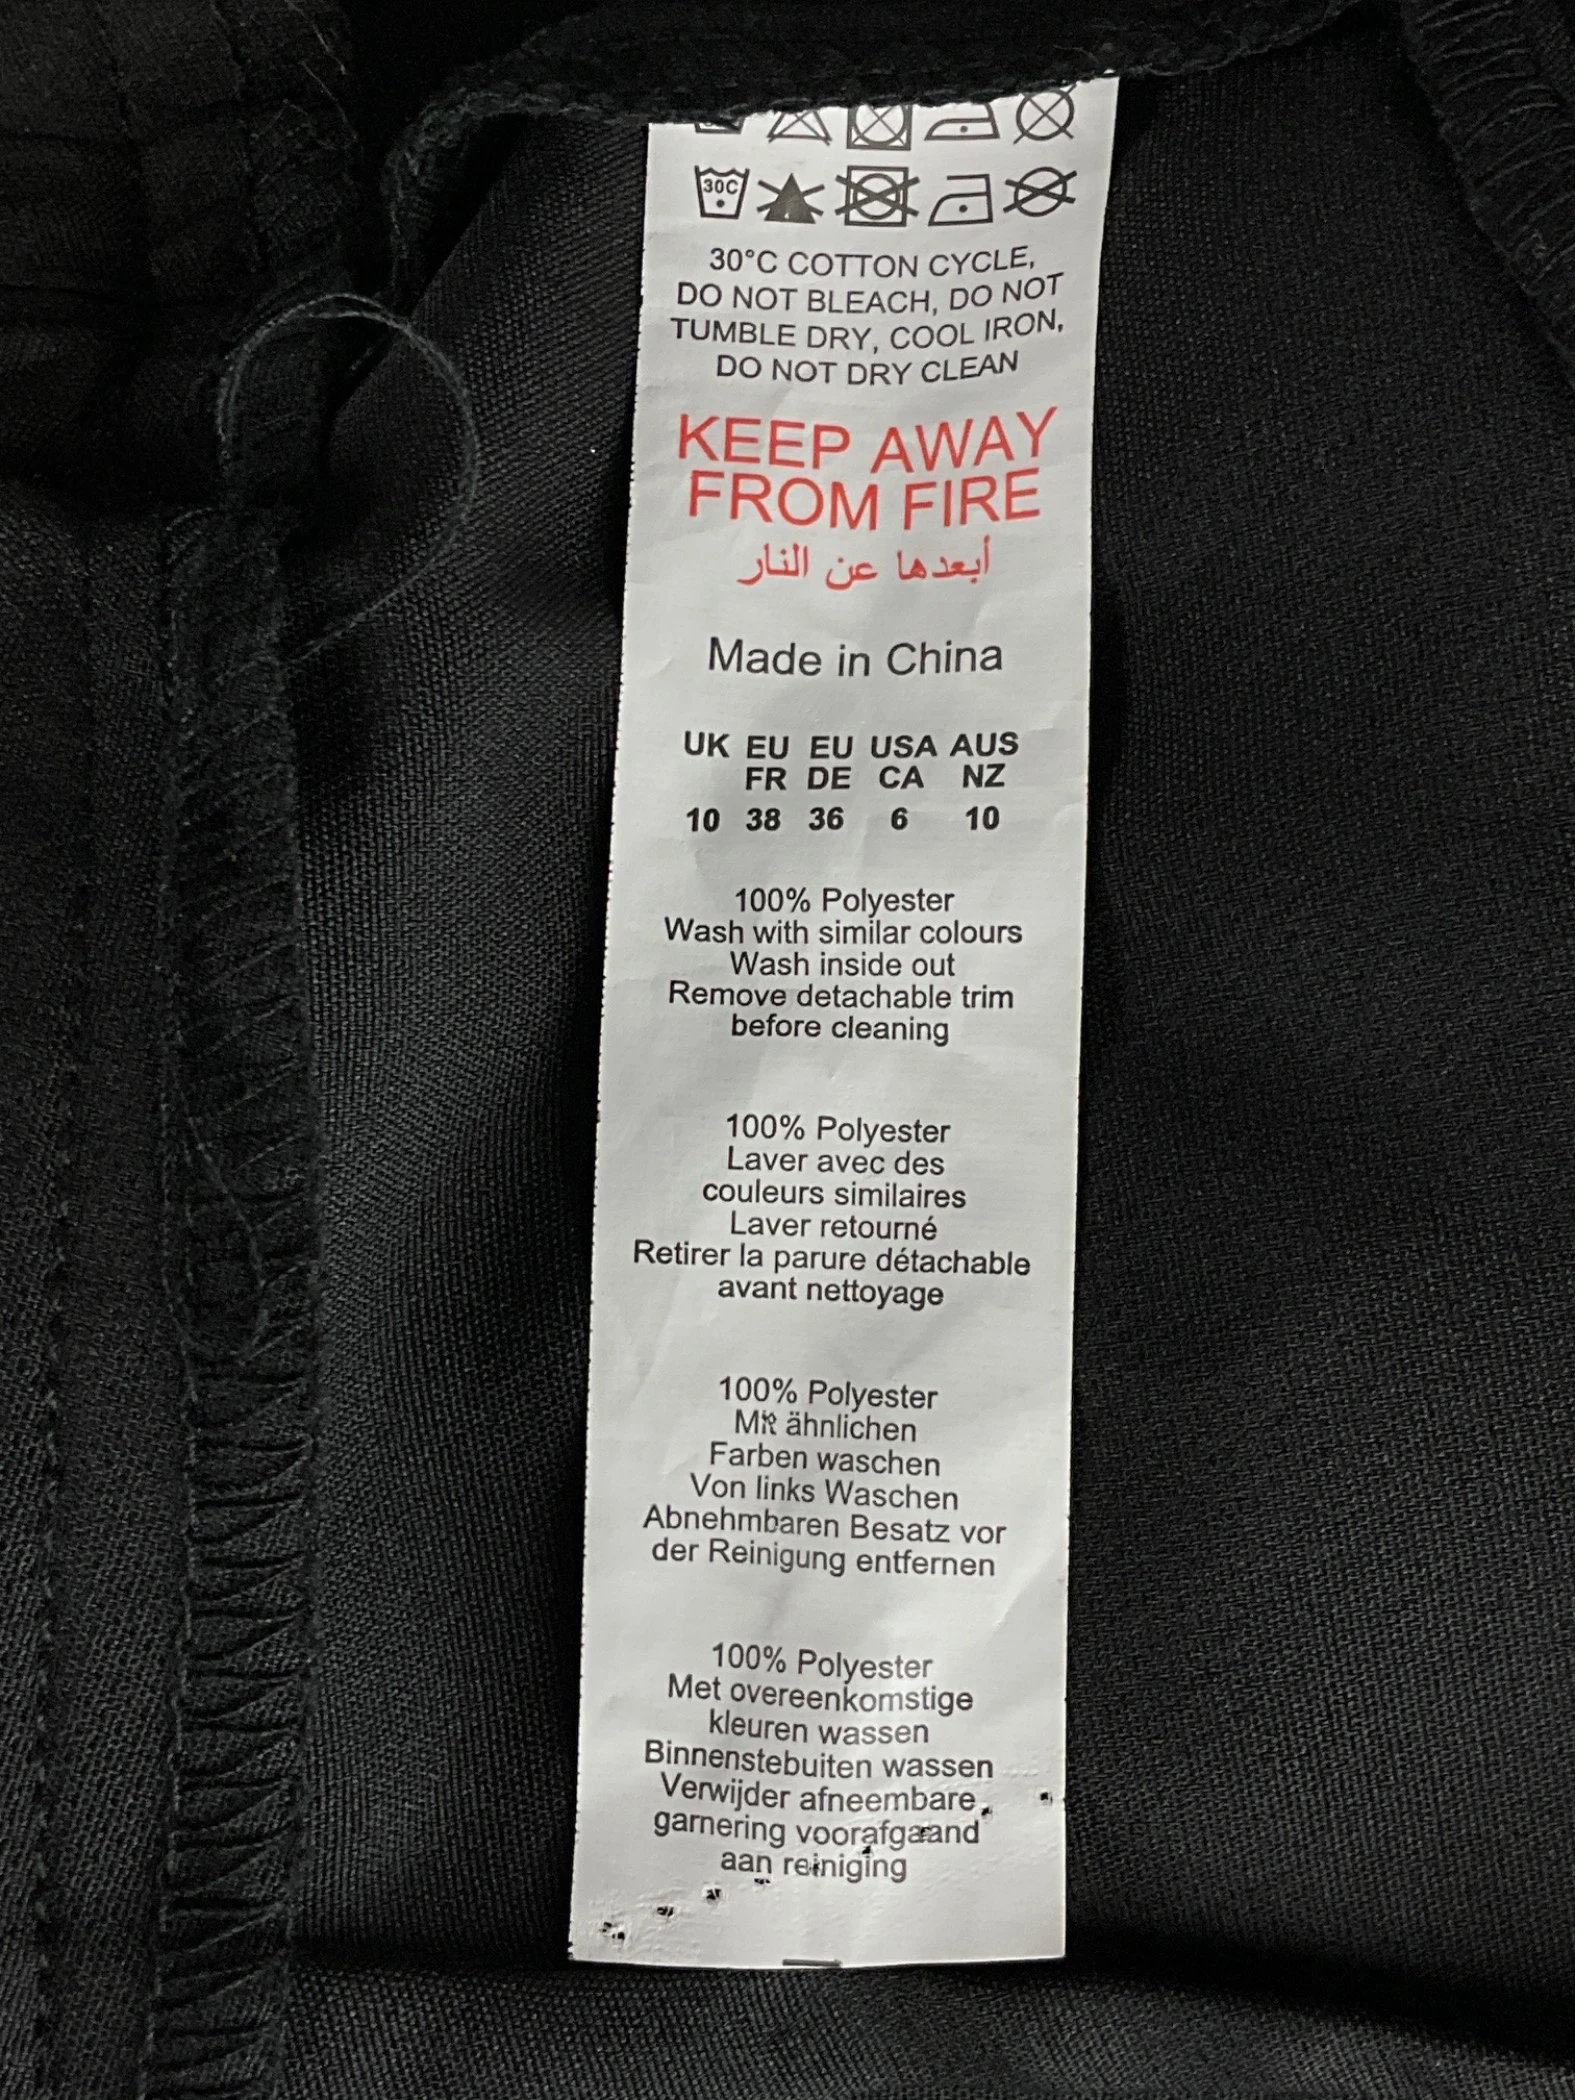 30C
30°C COTTON CYCLE,
DO NOT BLEACH, DO NOT
TUMBLE DRY, COOL IRON,
DO NOT DRY CLEAN
KEEP AWAY
FROM FIRE
أبعدها عن النار
Made in China
UK EU EU USA AUS
FR DE CA NZ
10 38 36 6 10
100% Polyester
Wash with similar colours
Wash inside out
Remove detachable trim
before cleaning
100% Polyester
Laver avec des
couleurs similaires
Laver retourné
Retirer la parure détachable
avant nettoyage
100% Polyester
Mit ähnlichen
Farben waschen
Von links Waschen
Abnehmbaren Besatz vor
der Reinigung entfernen
100% Polyester
Met overeenkomstige
kleuren wassen
Binnenstebuiten wassen
Verwijder afneembare
garnering voorafgaand
aan reiniging